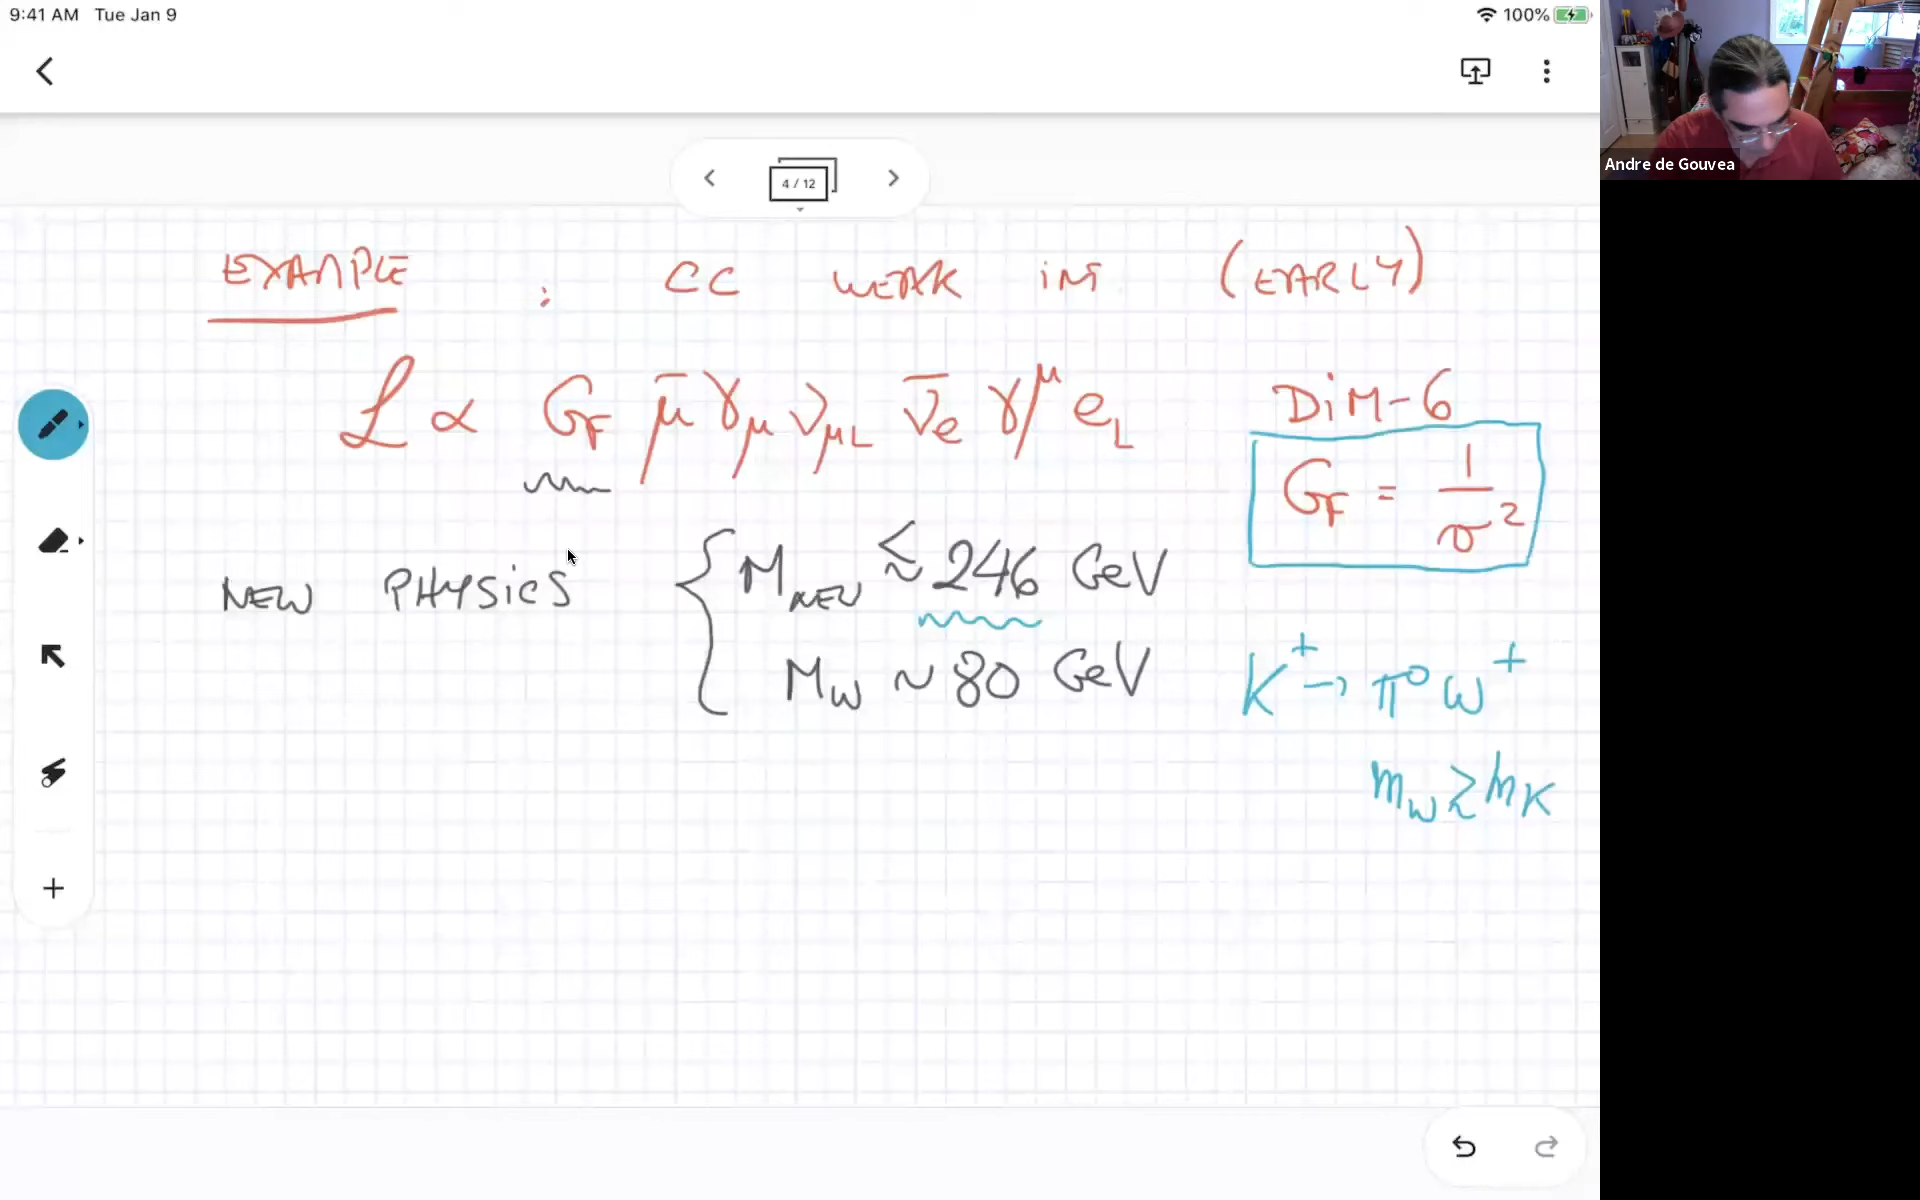 9:41 AM Tue Jan 9
100%
Andre de Gouvea
4 / 12
EXAMPLE : CC WEAK INT. (EARLY)
ℒ ∝ G_F μ̄ γ_μ ν_μL ν̄_e γ^μ e_L
DIM-6
G_F = 1/v²
NEW PHYSICS { M_NEW ≲ 246 GeV
M_W ~ 80 GeV
K⁺ → π⁰ W⁺
m_W ≳ m_K